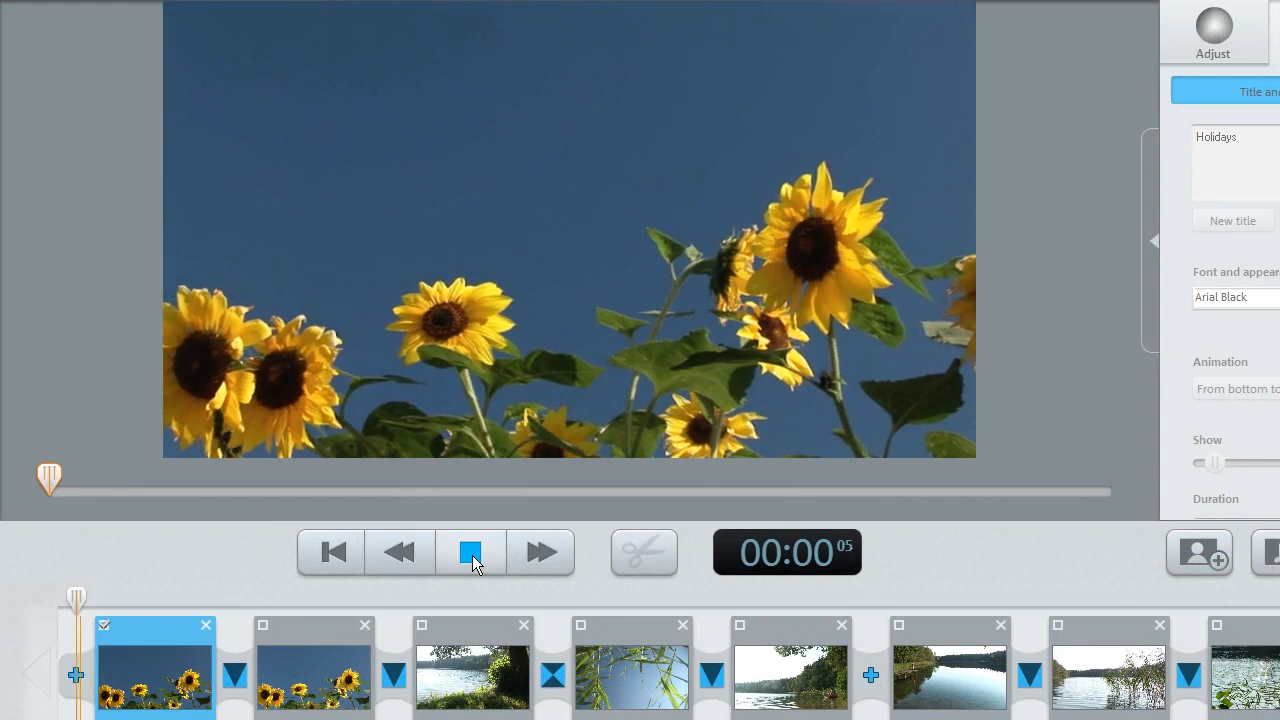 Adjust
Title an
Holidays
New title
Font and appear
Arial Black
Animation
From bottom to
Show
Duration
00:00 05